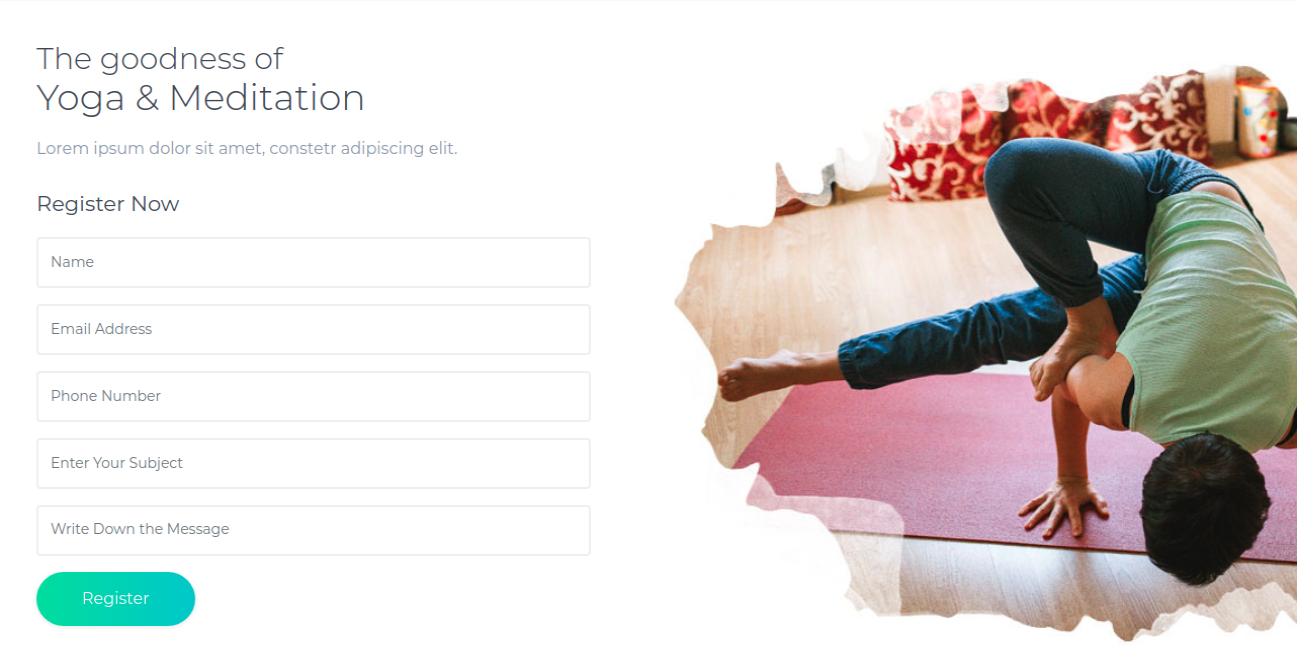 The goodness of
Yoga & Meditation
Lorem ipsum dolor sit amet, constetr adipiscing elit.
Register Now
Name
Email Address
Phone Number
Enter Your Subject
Write Down the Message
Register